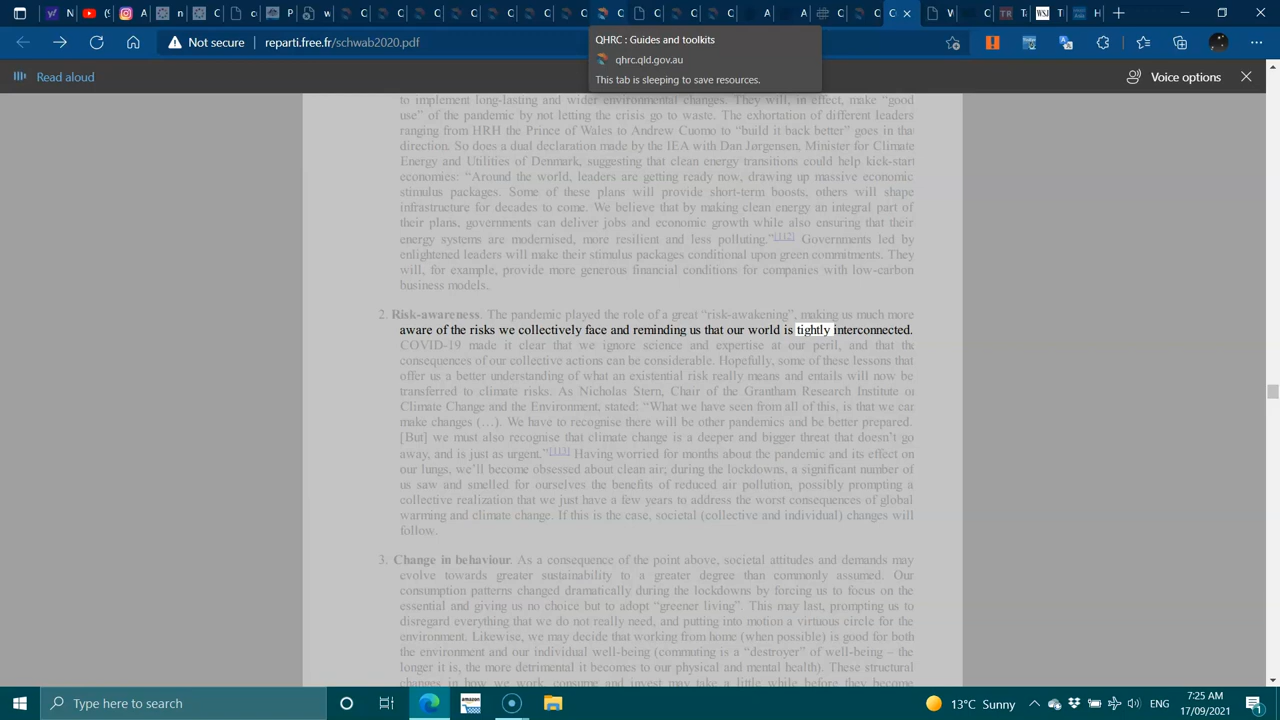 N
C
P
C
C
C
C
C
C
C
C
A
A
C
C
C
W
C
TR
T
WSJ
T
H
Not secure
reparti.free.fr/schwab2020.pdf
QHRC : Guides and toolkits
qhrc.qld.gov.au
This tab is sleeping to save resources.
Read aloud
Voice options
to implement long-lasting and wider environmental changes. They will, in effect, make “good
use” of the pandemic by not letting the crisis go to waste. The exhortation of different leaders
ranging from HRH the Prince of Wales to Andrew Cuomo to “build it back better” goes in tha
direction. So does a dual declaration made by the IEA with Dan Jørgensen, Minister for Climate
Energy and Utilities of Denmark, suggesting that clean energy transitions could help kick-start
economies: “Around the world, leaders are getting ready now, drawing up massive economic
stimulus packages. Some of these plans will provide short-term boosts, others will shape
infrastructure for decades to come. We believe that by making clean energy an integral part of
their plans, governments can deliver jobs and economic growth while also ensuring that their
energy systems are modernised, more resilient and less polluting.”[112] Governments led by
enlightened leaders will make their stimulus packages conditional upon green commitments. They
will, for example, provide more generous financial conditions for companies with low-carbon
business models.
2. Risk-awareness. The pandemic played the role of a great “risk-awakening”, making us much more
aware of the risks we collectively face and reminding us that our world is tightly interconnected.
COVID-19 made it clear that we ignore science and expertise at our peril, and that the
consequences of our collective actions can be considerable. Hopefully, some of these lessons that
offer us a better understanding of what an existential risk really means and entails will now be
transferred to climate risks. As Nicholas Stern, Chair of the Grantham Research Institute or
Climate Change and the Environment, stated: “What we have seen from all of this, is that we can
make changes (…). We have to recognise there will be other pandemics and be better prepared.
[But] we must also recognise that climate change is a deeper and bigger threat that doesn’t go
away, and is just as urgent.”[113] Having worried for months about the pandemic and its effect on
our lungs, we’ll become obsessed about clean air; during the lockdowns, a significant number of
us saw and smelled for ourselves the benefits of reduced air pollution, possibly prompting a
collective realization that we just have a few years to address the worst consequences of global
warming and climate change. If this is the case, societal (collective and individual) changes will
follow.
3. Change in behaviour. As a consequence of the point above, societal attitudes and demands may
evolve towards greater sustainability to a greater degree than commonly assumed. Our
consumption patterns changed dramatically during the lockdowns by forcing us to focus on the
essential and giving us no choice but to adopt “greener living”. This may last, prompting us to
disregard everything that we do not really need, and putting into motion a virtuous circle for the
environment. Likewise, we may decide that working from home (when possible) is good for both
the environment and our individual well-being (commuting is a “destroyer” of well-being – the
longer it is, the more detrimental it becomes to our physical and mental health). These structural
changes in how we work, consume and invest may take a little while before they become
Type here to search
amazon
13°C Sunny
ENG
7:25 AM
17/09/2021
1